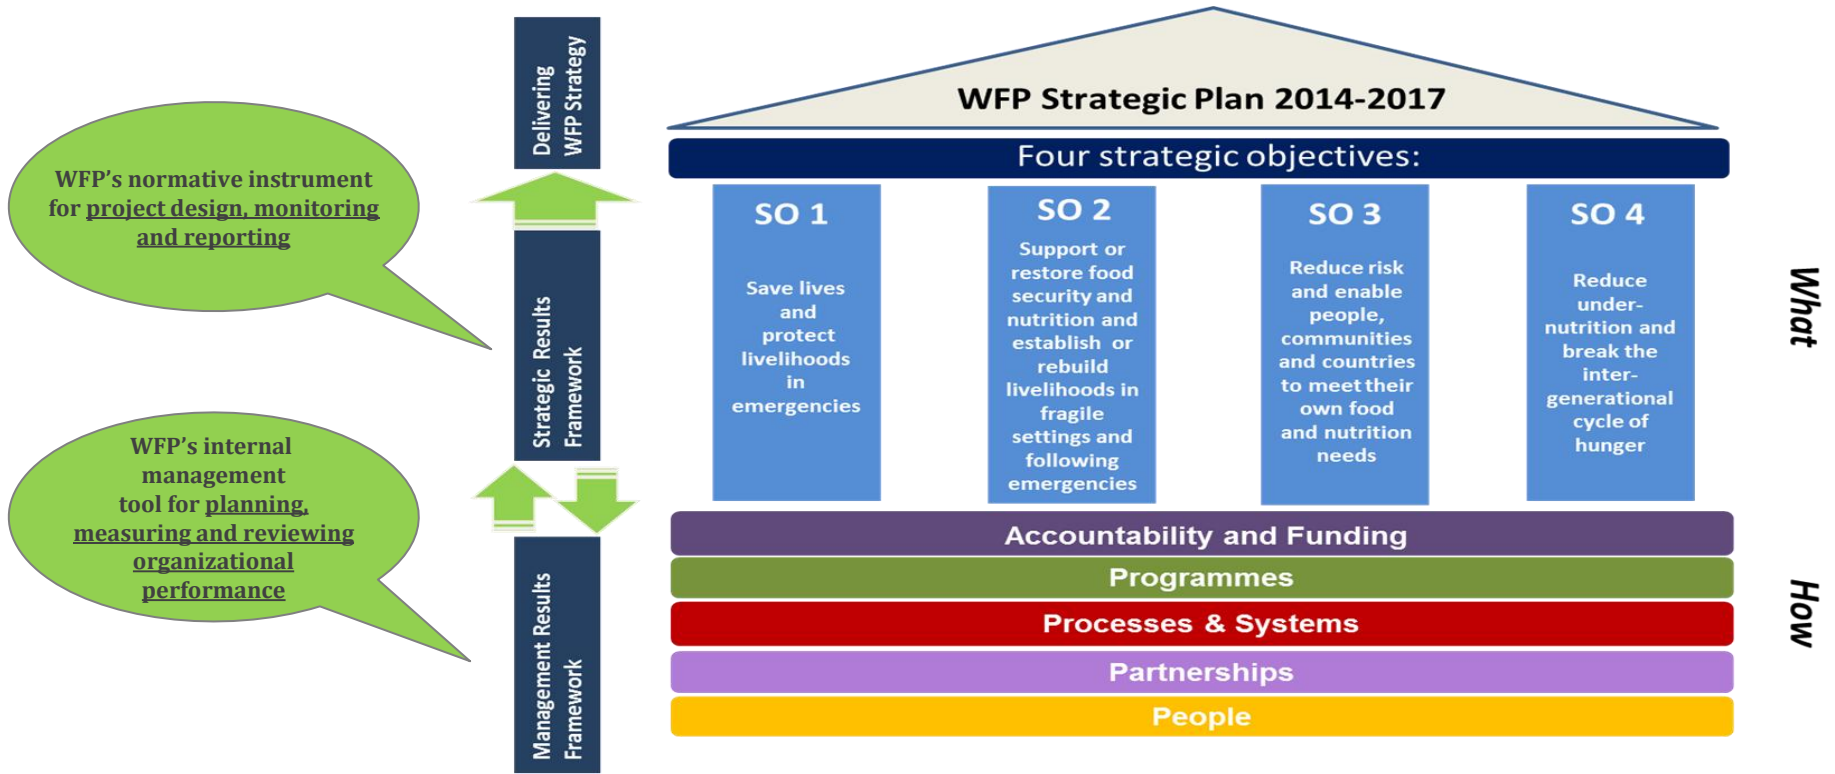 WFP's normative instrument
for project design, monitoring
and reporting
WFP's internal
management
tool for planning,
measuring and reviewing
organizational
performance
Delivering
WFP Strategy
Strategic Results
Framework
Management Results
Framework
WFP Strategic Plan 2014-2017
Four strategic objectives:
SO 1
Save lives
and
protect
livelihoods
in
emergencies
SO 2
Support or
restore food
security and
nutrition and
establish or
rebuild
livelihoods in
fragile
settings and
following
emergencies
SO 3
Reduce risk
and enable
people,
communities
and countries
to meet their
own food
and nutrition
needs
SO 4
Reduce
under-
nutrition and
break the
inter-
generational
cycle of
hunger
What
Accountability and Funding
Programmes
Processes & Systems
Partnerships
People
How